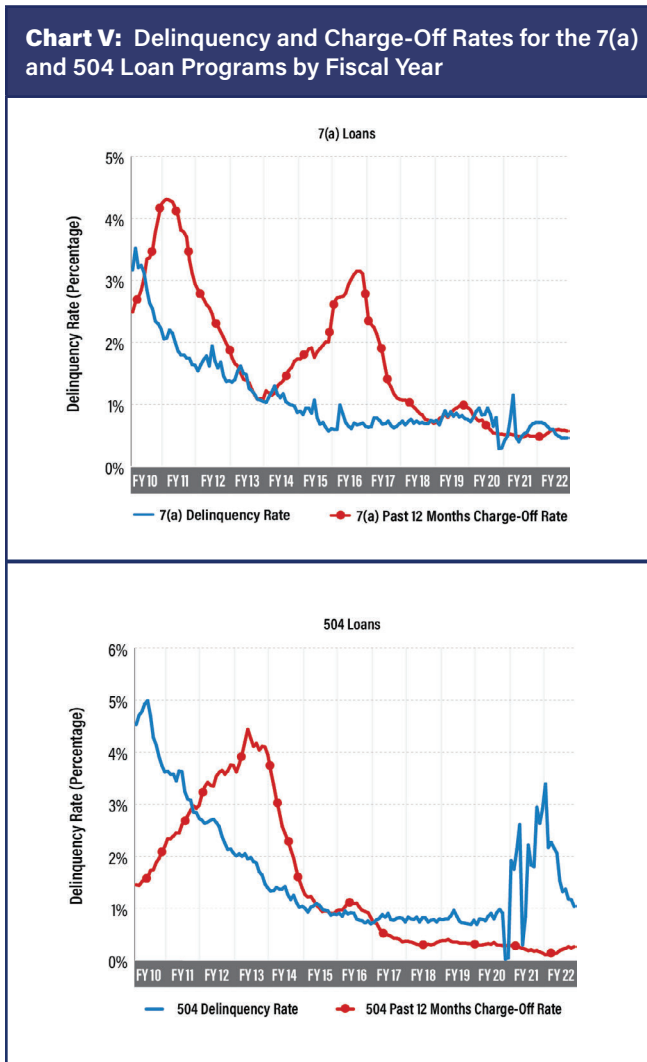 Chart V: Delinquency and Charge-Off Rates for the 7(a)
and 504 Loan Programs by Fiscal Year
7(a) Loans
Delinquency Rate (Percentage)
5%
4%
3%
2%
1%
0%
FY 10 FY 11 FY 12 FY 13 FY 14 FY 15 FY 16 FY 17 FY 18 FY 19 FY 20 FY 21 FY 22
7(a) Delinquency Rate 7(a) Past 12 Months Charge-Off Rate
504 Loans
Delinquency Rate (Percentage)
6%
5%
4%
3%
2%
1%
0%
FY 10 FY 11 FY 12 FY 13 FY 14 FY 15 FY 16 FY 17 FY 18 FY 19 FY 20 FY 21 FY 22
504 Delinquency Rate 504 Past 12 Months Charge-Off Rate